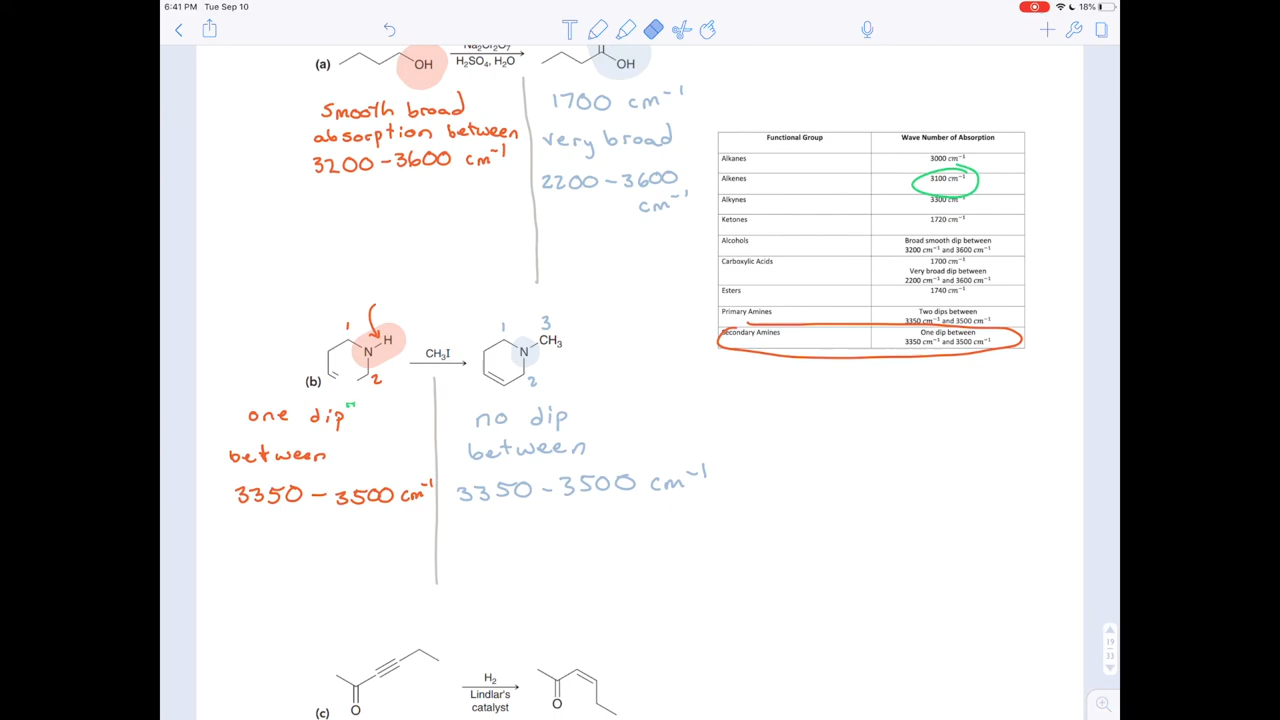 6:41 PM Tue Sep 10
18%
Na2Cr2O7
(a) OH H2SO4, H2O OH
smooth broad
absorption between
3200 - 3600 cm-1
1700 cm-1
very broad
2200 - 3600
cm-1
Functional Group Wave Number of Absorption
Alkanes 3000 cm−1
Alkenes 3100 cm−1
Alkynes 3300 cm−1
Ketones 1720 cm−1
Alcohols Broad smooth dip between
3200 cm−1 and 3600 cm−1
Carboxylic Acids 1700 cm−1
Very broad dip between
2200 cm−1 and 3600 cm−1
Esters 1740 cm−1
Primary Amines Two dips between
3350 cm−1 and 3500 cm−1
Secondary Amines One dip between
3350 cm−1 and 3500 cm−1
1 H
N
2
CH3I
1 3
CH3
N
2
(b)
one dip
between
3350 - 3500 cm-1
no dip
between
3350 - 3500 cm-1
H2
Lindlar's
catalyst
O
O
(c)
19
33